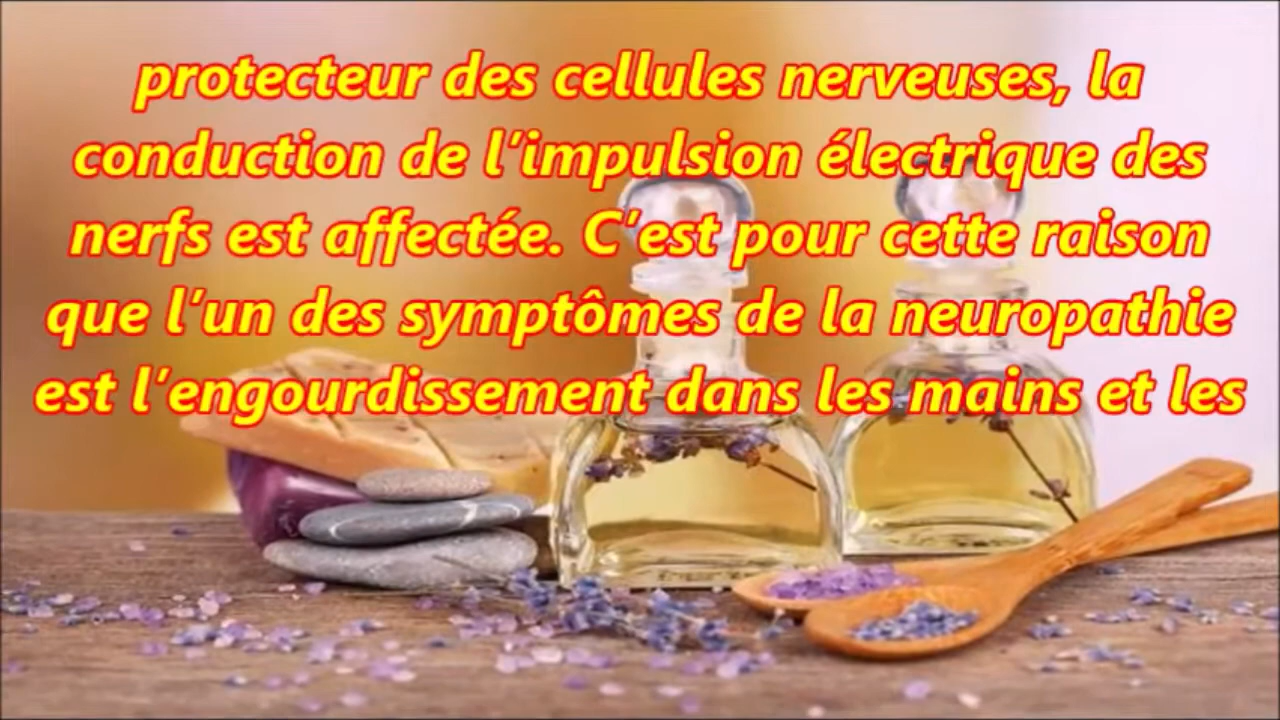 protecteur des cellules nerveuses, la
conduction de l'impulsion électrique des
nerfs est affectée. C'est pour cette raison
que l'un des symptômes de la neuropathie
est l'engourdissement dans les mains et les